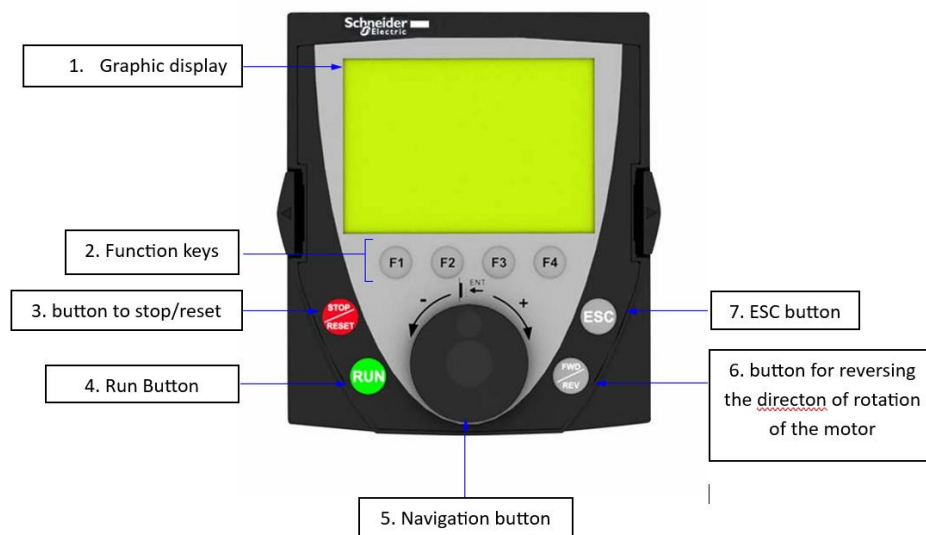 Schneider
Electric
1. Graphic display
2. Function keys
F1 F2 F3 F4
ENT
- +
3. button to stop/reset
STOP
RESET
ESC
7. ESC button
4. Run Button
RUN
FWD
REV
6. button for reversing
the directon of rotation
of the motor
5. Navigation button